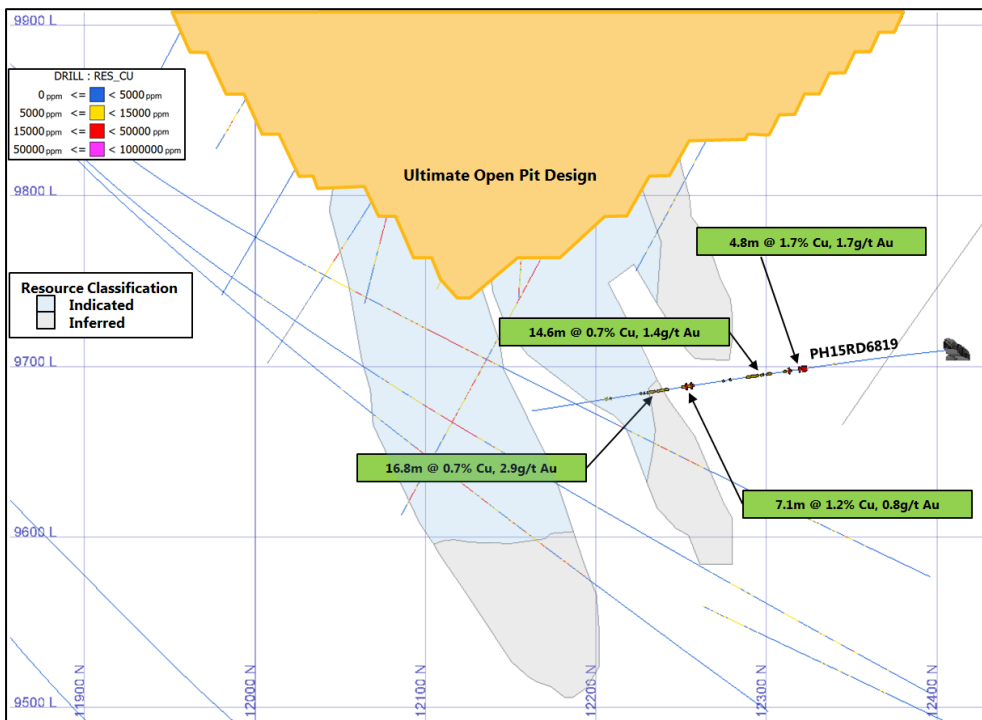 9900 L
DRILL : RES_CU
0 ppm <= < 5000 ppm
5000 ppm <= < 15000 ppm
15000 ppm <= < 50000 ppm
50000 ppm <= < 1000000 ppm
Ultimate Open Pit Design
9800 L
4.8m @ 1.7% Cu, 1.7g/t Au
Resource Classification
Indicated
Inferred
14.6m @ 0.7% Cu, 1.4g/t Au
PH15RD6819
9700 L
16.8m @ 0.7% Cu, 2.9g/t Au
7.1m @ 1.2% Cu, 0.8g/t Au
9600 L
9500 L
11900 N
12000 N
12100 N
12200 N
12300 N
12400 N